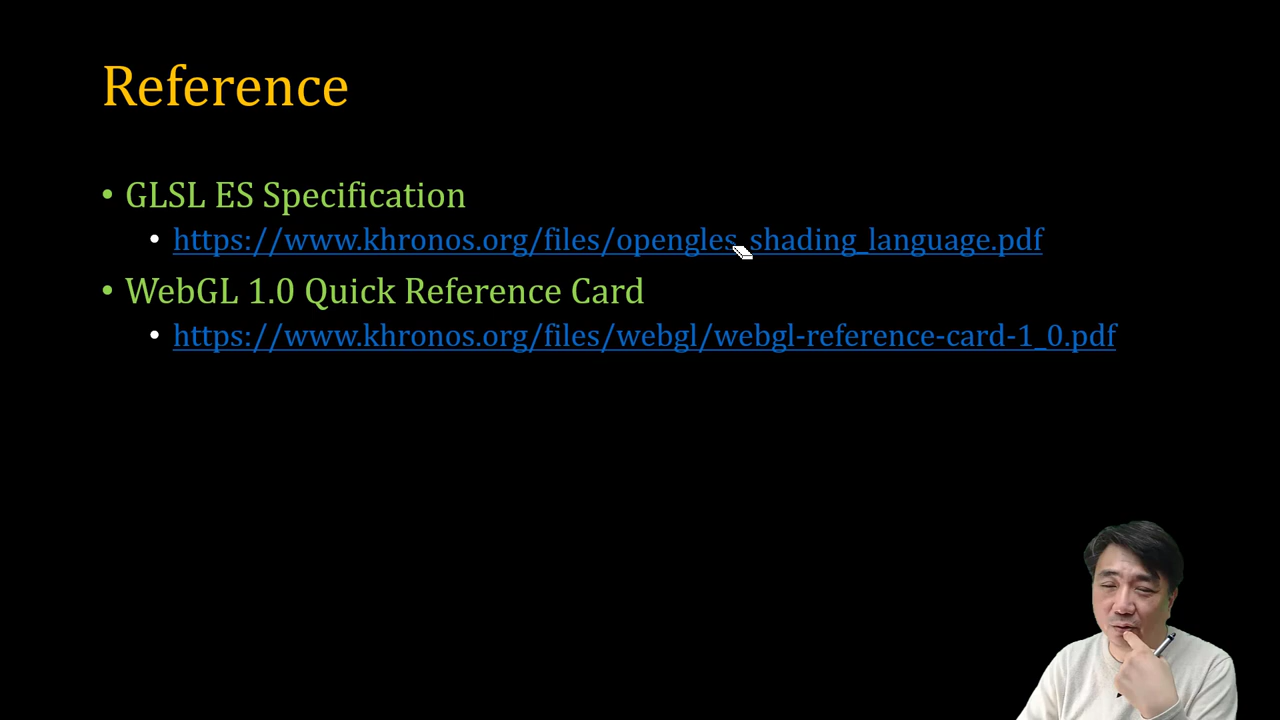 Reference
• GLSL ES Specification
• https://www.khronos.org/files/opengles_shading_language.pdf
• WebGL 1.0 Quick Reference Card
• https://www.khronos.org/files/webgl/webgl-reference-card-1_0.pdf